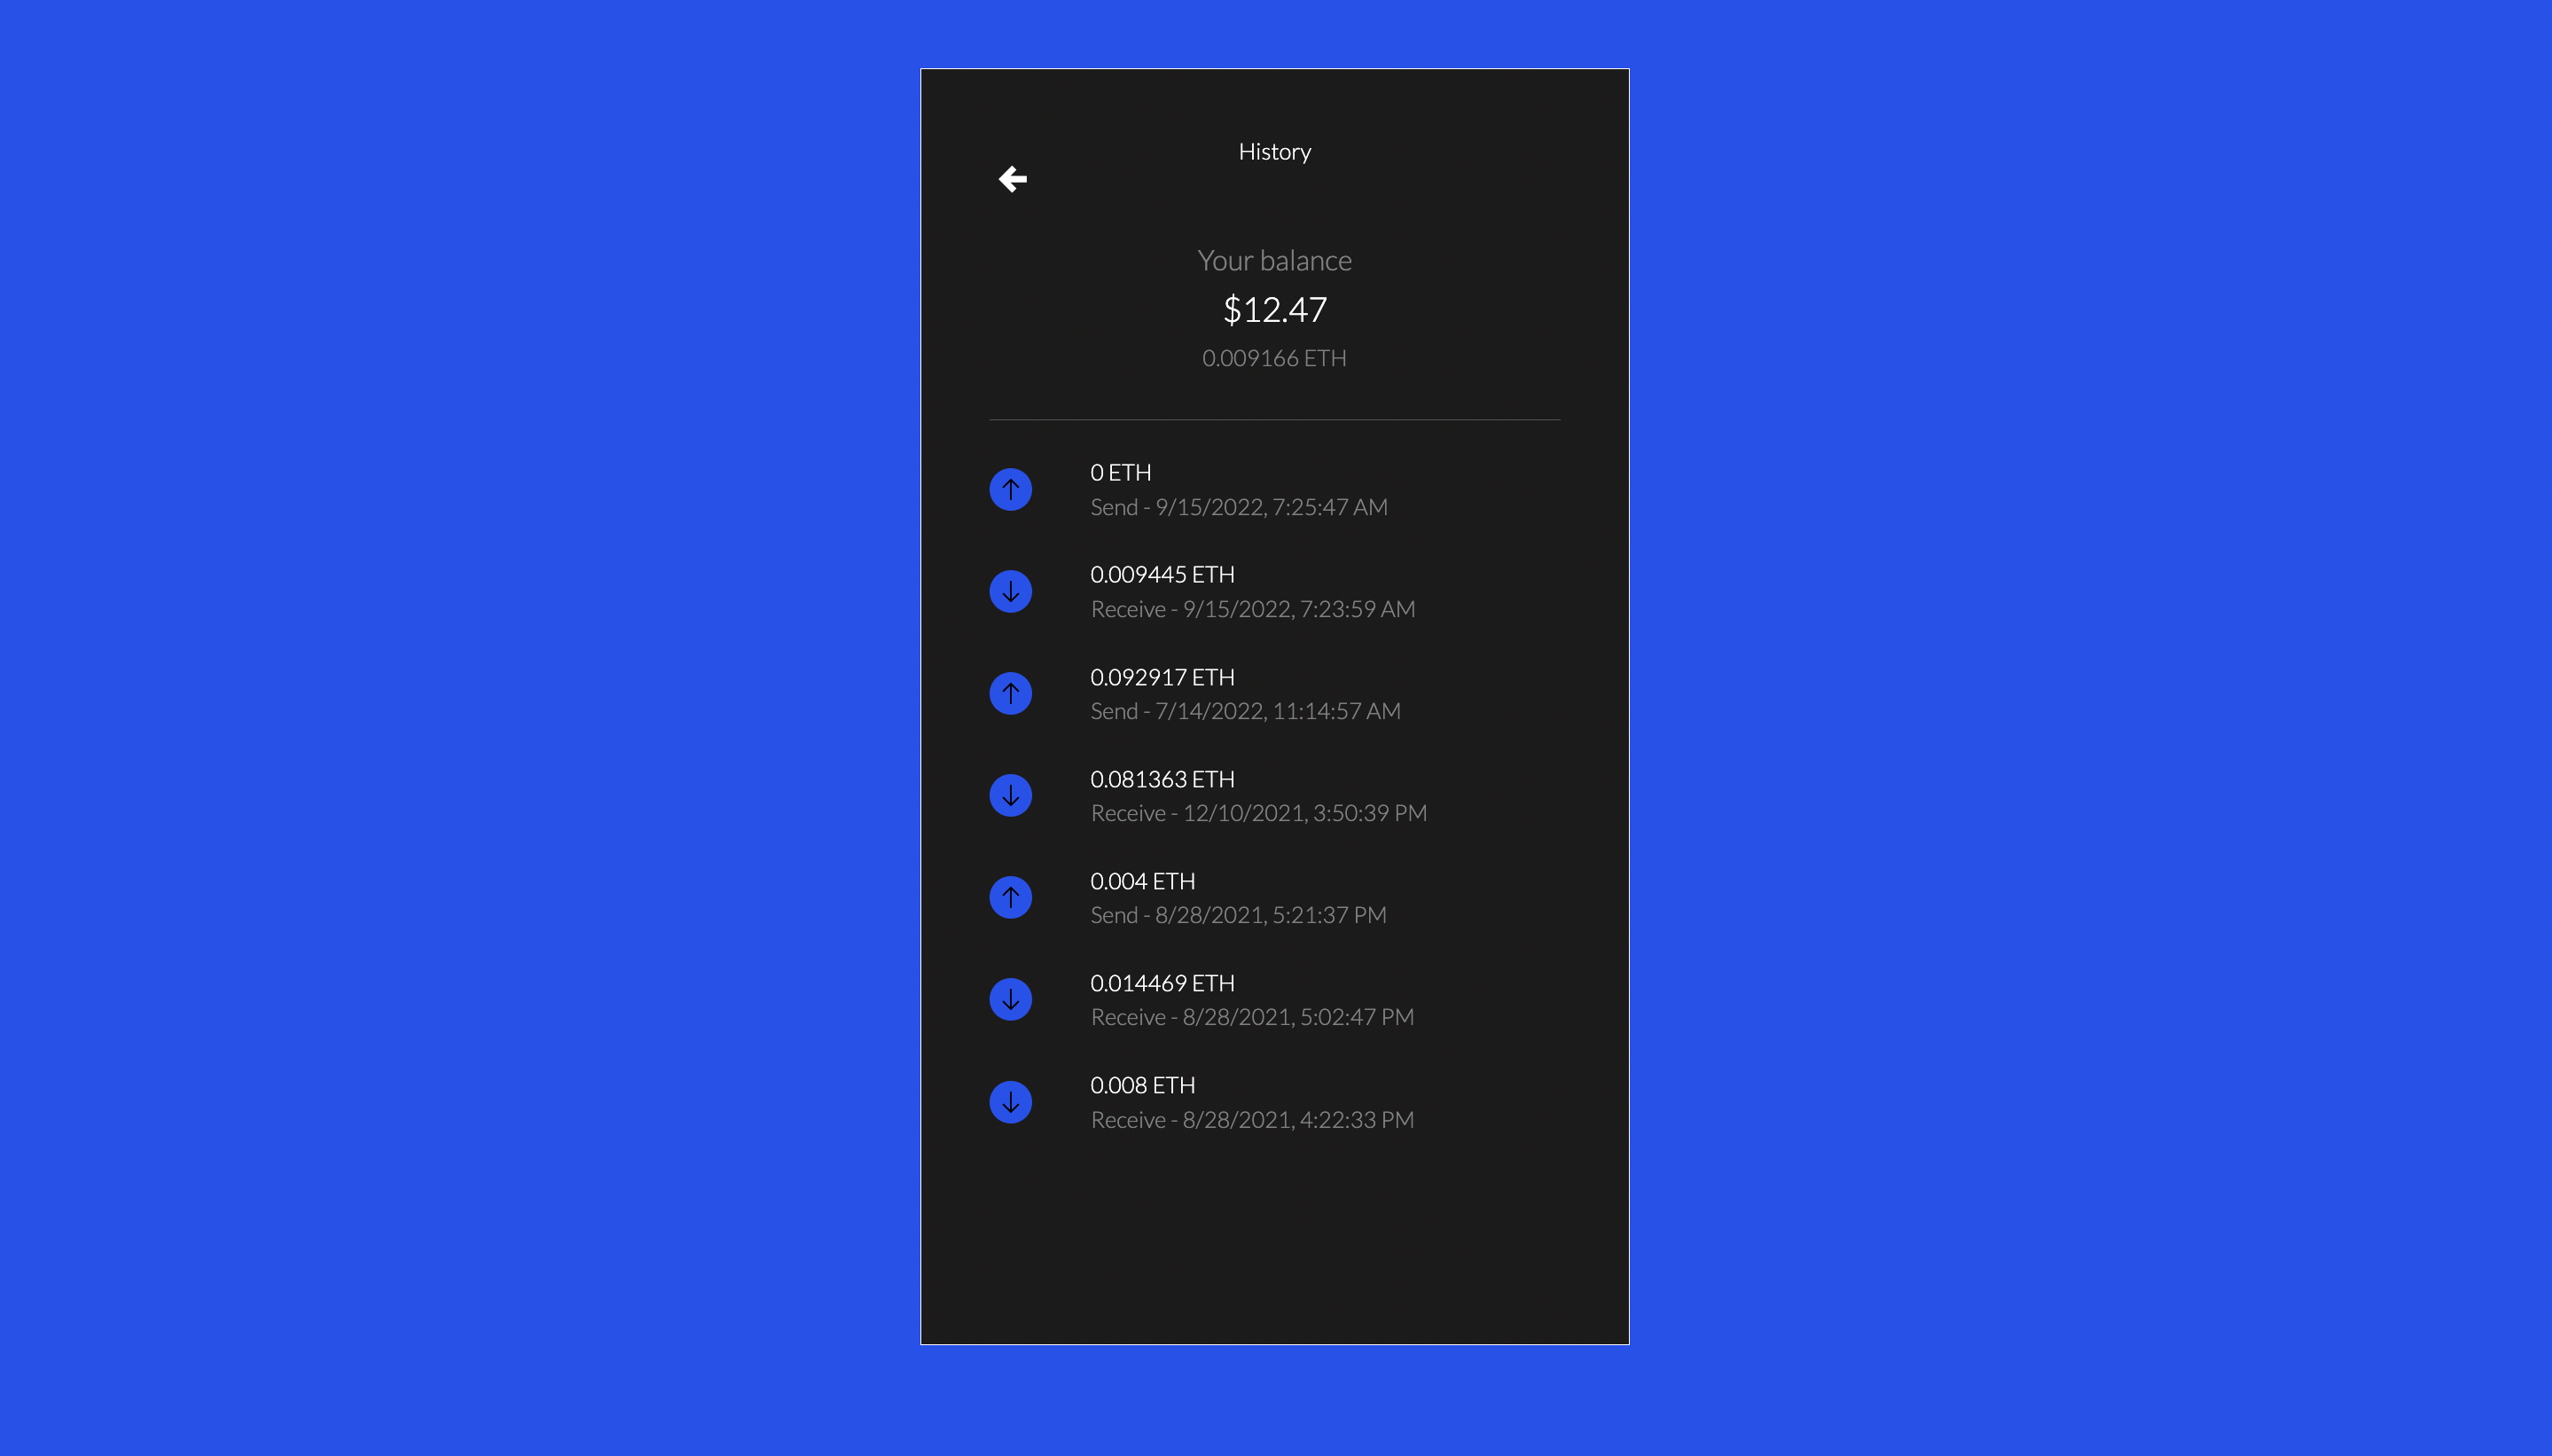 History
Your balance
$12.47
0.009166 ETH
0 ETH
Send - 9/15/2022, 7:25:47 AM
0.009445 ETH
Receive - 9/15/2022, 7:23:59 AM
0.092917 ETH
Send - 7/14/2022, 11:14:57 AM
0.081363 ETH
Receive - 12/10/2021, 3:50:39 PM
0.004 ETH
Send - 8/28/2021, 5:21:37 PM
0.014469 ETH
Receive - 8/28/2021, 5:02:47 PM
0.008 ETH
Receive - 8/28/2021, 4:22:33 PM